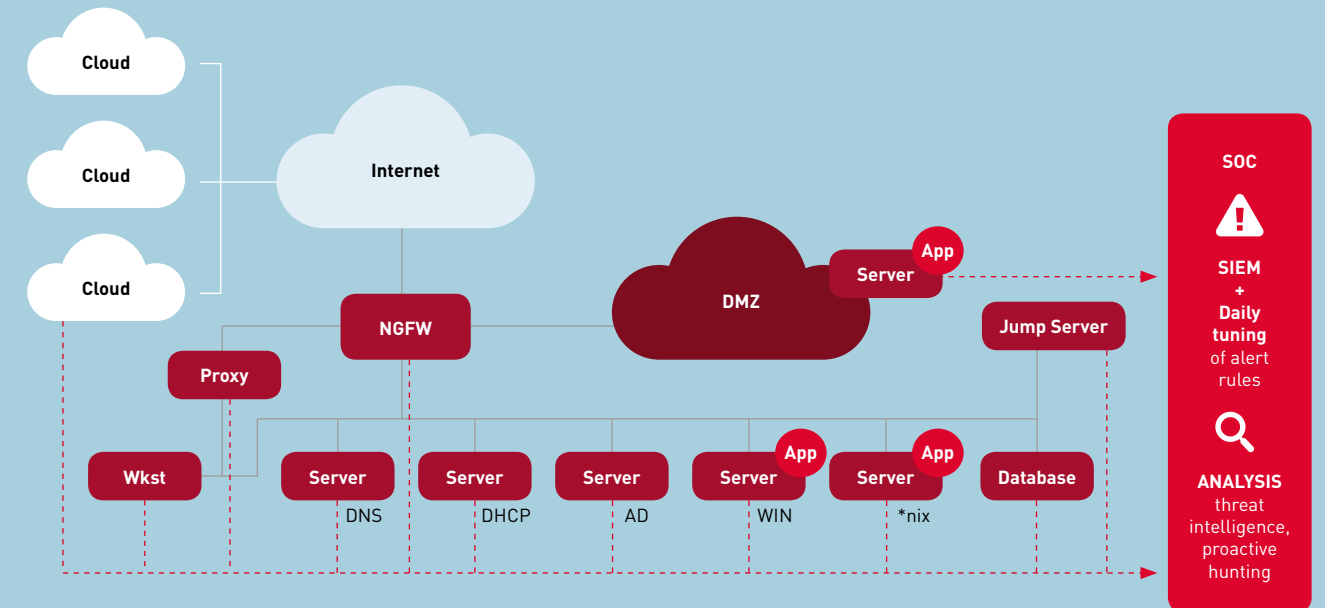 Cloud
Cloud
Cloud
Internet
NGFW
Proxy
DMZ
Server
App
Jump Server
Wkst
Server
DNS
Server
DHCP
Server
AD
Server
App
WIN
Server
App
*nix
Database
SOC
SIEM
+
Daily
tuning
of alert
rules
ANALYSIS
threat
intelligence,
proactive
hunting